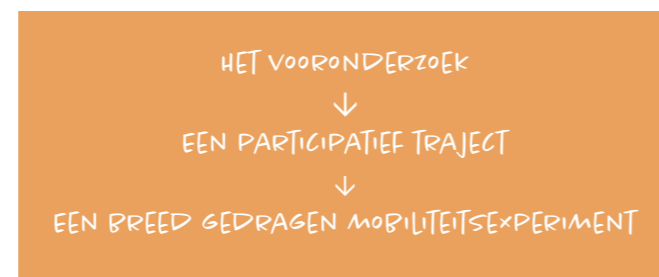 HET VOORONDERZOEK
↓
EEN PARTICIPATIEF TRAJECT
↓
EEN BREED GEDRAGEN MOBILITEITSEXPERIMENT